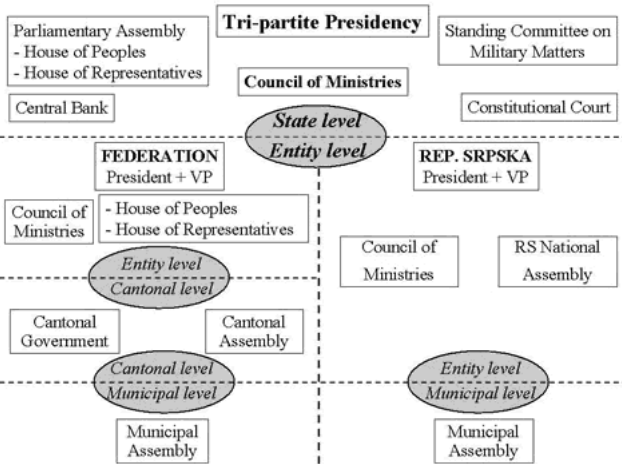 Tri-partite Presidency
Parliamentary Assembly
- House of Peoples
- House of Representatives
Standing Committee on
Military Matters
Council of Ministries
Central Bank
Constitutional Court
State level
Entity level
FEDERATION
President + VP
REP. SRPSKA
President + VP
Council of
Ministries
- House of Peoples
- House of Representatives
Council of
Ministries
RS National
Assembly
Entity level
Cantonal level
Cantonal
Government
Cantonal
Assembly
Cantonal level
Municipal level
Entity level
Municipal level
Municipal
Assembly
Municipal
Assembly